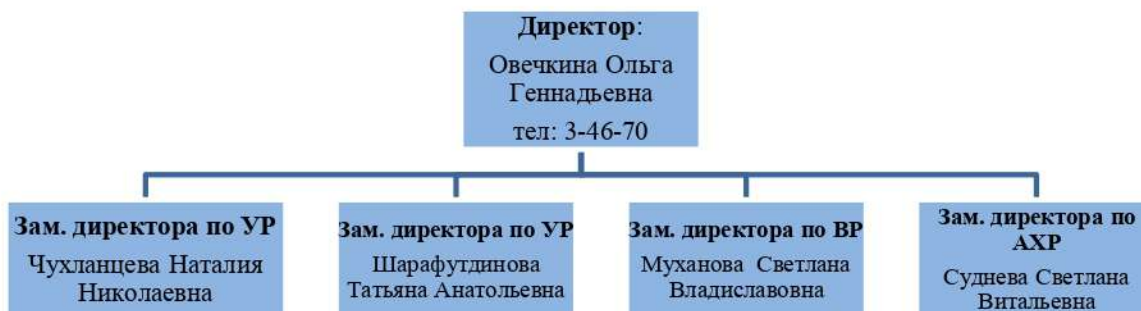 Директор:
Овечкина Ольга
Геннадьевна
тел: 3-46-70
Зам. директора по УР
Чухланцева Наталия
Николаевна
Зам. директора по УР
Шарафутдинова
Татьяна Анатольевна
Зам. директора по ВР
Муханова Светлана
Владиславовна
Зам. директора по
АХР
Суднева Светлана
Витальевна